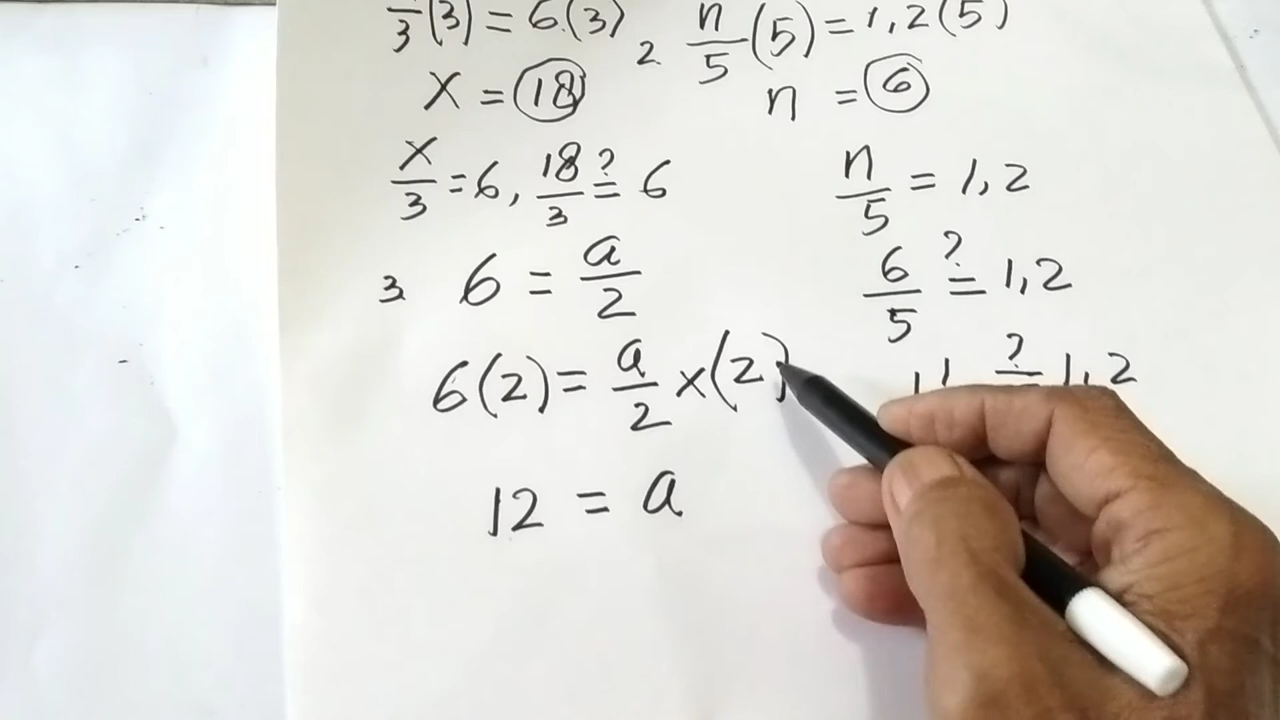 x/3 (3) = 6.(3)
x = 18
x/3 = 6, 18/3 ?= 6
2. n/5 (5) = 1,2(5)
n = 6
n/5 = 1,2
6/5 ?= 1,2
?= 1,2
3. 6 = a/2
6(2) = a/2 x(2)
12 = a